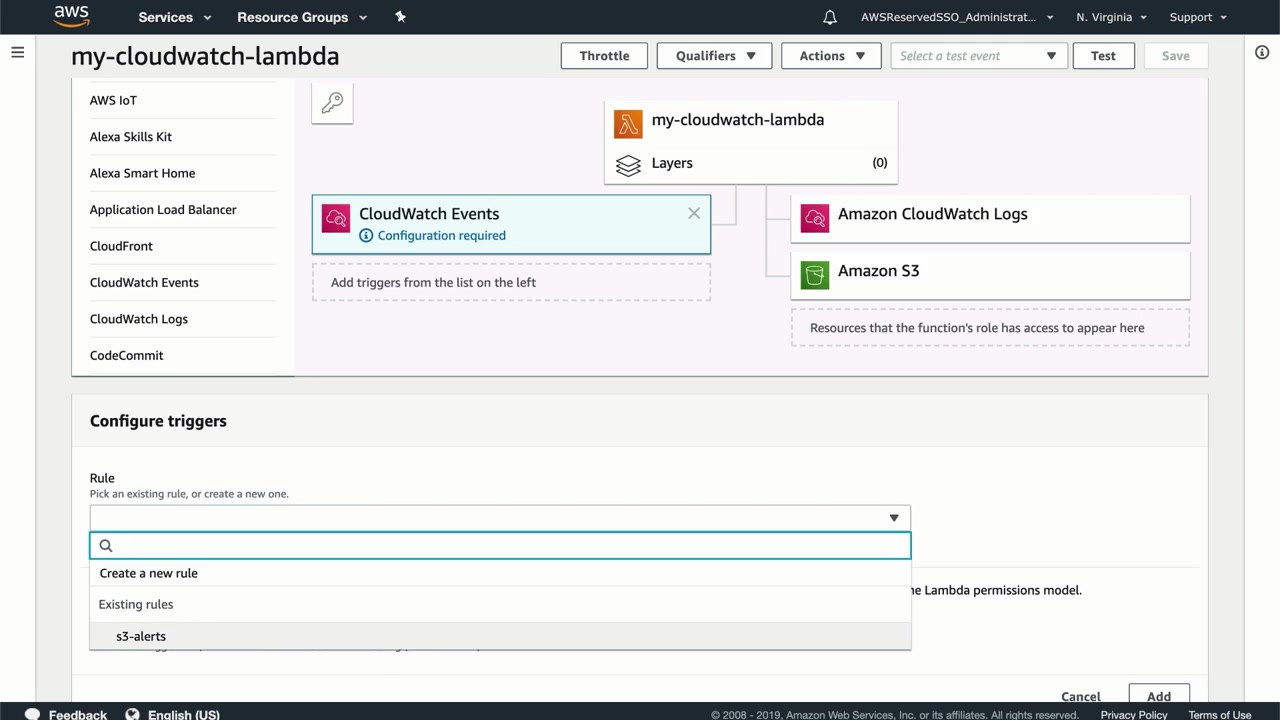 aws
Services
Resource Groups
AWSReservedSSO_Administrat...
N. Virginia
Support
my-cloudwatch-lambda
Throttle
Qualifiers
Actions
Select a test event
Test
Save
AWS IoT
Alexa Skills Kit
Alexa Smart Home
Application Load Balancer
CloudFront
CloudWatch Events
CloudWatch Logs
CodeCommit
my-cloudwatch-lambda
Layers
(0)
CloudWatch Events
Configuration required
Add triggers from the list on the left
Amazon CloudWatch Logs
Amazon S3
Resources that the function's role has access to appear here
Configure triggers
Rule
Pick an existing rule, or create a new one.
Create a new rule
Existing rules
s3-alerts
Lambda permissions model.
Cancel
Add
Feedback
English (US)
© 2008 - 2019, Amazon Web Services, Inc. or its affiliates. All rights reserved.
Privacy Policy
Terms of Use